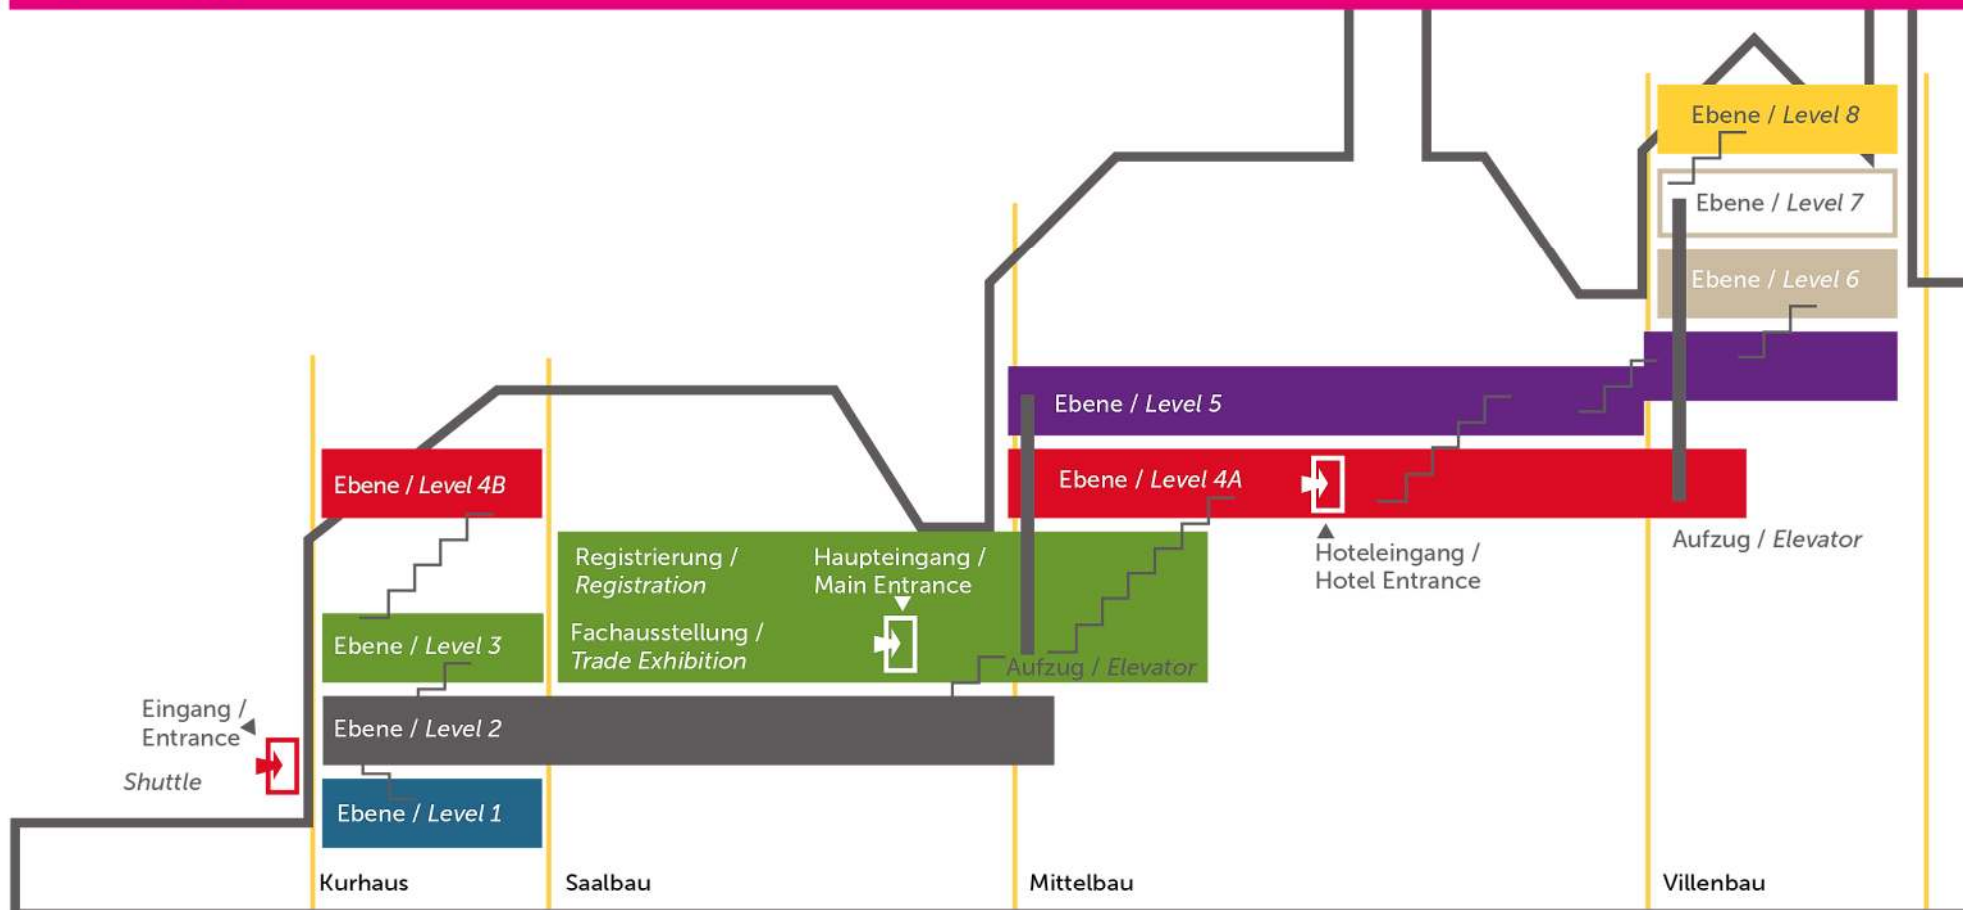 Ebene / Level 8
Ebene / Level 7
Ebene / Level 6
Ebene / Level 5
Ebene / Level 4B
Ebene / Level 4A
Aufzug / Elevator
Hoteleingang /
Hotel Entrance
Registrierung /
Registration
Haupteingang /
Main Entrance
Fachausstellung /
Trade Exhibition
Aufzug / Elevator
Ebene / Level 3
Eingang /
Entrance
Shuttle
Ebene / Level 2
Ebene / Level 1
Kurhaus
Saalbau
Mittelbau
Villenbau